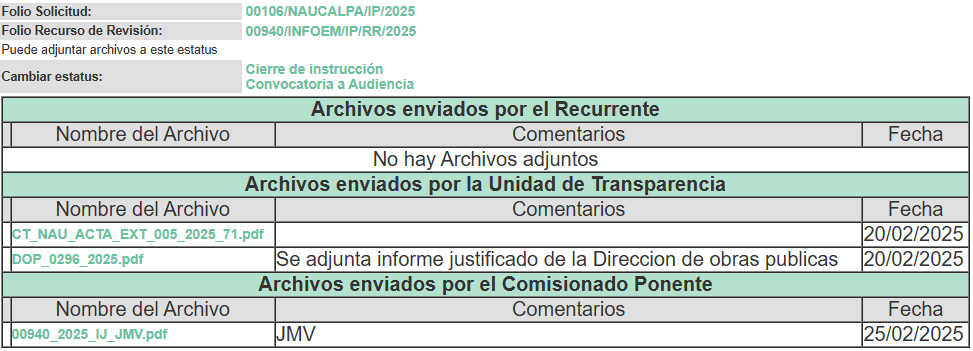 Folio Solicitud: 00106/NAUCALPA/IP/2025
Folio Recurso de Revisión: 00940/INFOEM/IP/RR/2025
Puede adjuntar archivos a este estatus
Cambiar estatus: Cierre de instrucción
Convocatoria a Audiencia
Archivos enviados por el Recurrente
Nombre del Archivo Comentarios Fecha
No hay Archivos adjuntos
Archivos enviados por la Unidad de Transparencia
Nombre del Archivo Comentarios Fecha
CT_NAU_ACTA_EXT_005_2025_71.pdf 20/02/2025
DOP_0296_2025.pdf Se adjunta informe justificado de la Direccion de obras publicas 20/02/2025
Archivos enviados por el Comisionado Ponente
Nombre del Archivo Comentarios Fecha
00940_2025_IJ_JMV.pdf JMV 25/02/2025